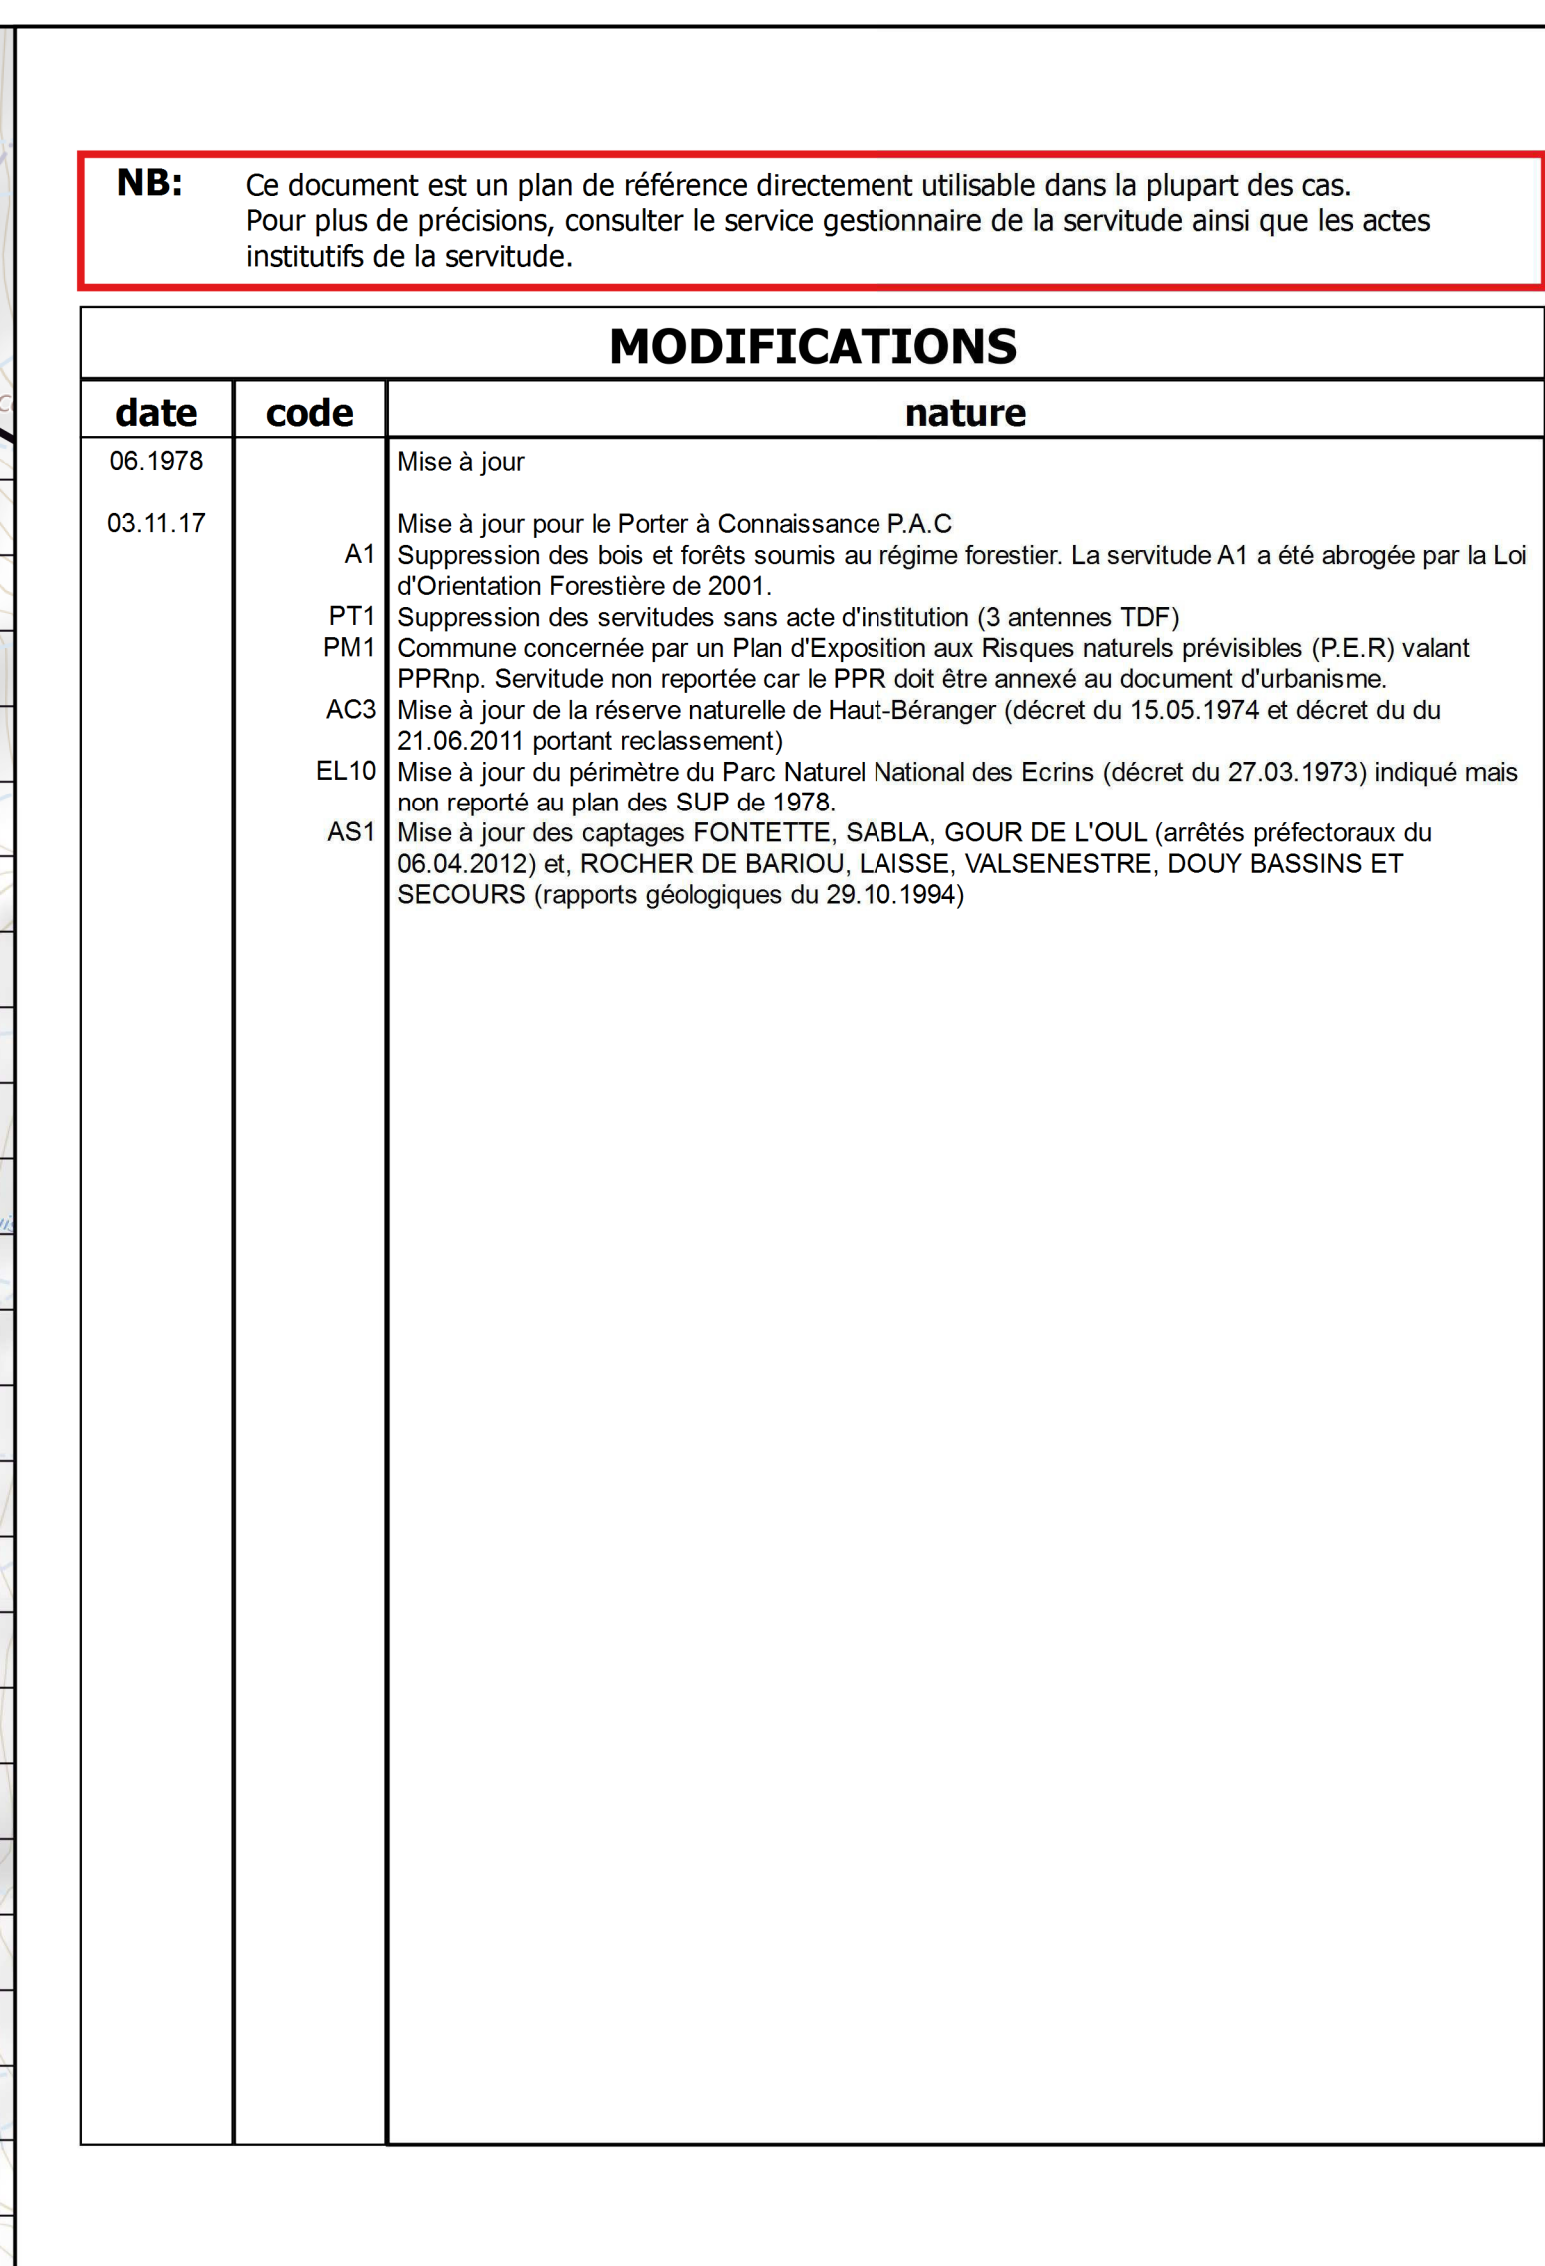 NB: Ce document est un plan de référence directement utilisable dans la plupart des cas.
Pour plus de précisions, consulter le service gestionnaire de la servitude ainsi que les actes
institutifs de la servitude.
MODIFICATIONS
date code nature
06.1978 Mise à jour
03.11.17 Mise à jour pour le Porter à Connaissance P.A.C
A1 Suppression des bois et forêts soumis au régime forestier. La servitude A1 a été abrogée par la Loi
d'Orientation Forestière de 2001.
PT1 Suppression des servitudes sans acte d'institution (3 antennes TDF)
PM1 Commune concernée par un Plan d'Exposition aux Risques naturels prévisibles (P.E.R) valant
PPRnp. Servitude non reportée car le PPR doit être annexé au document d'urbanisme.
AC3 Mise à jour de la réserve naturelle de Haut-Béranger (décret du 15.05.1974 et décret du du
21.06.2011 portant reclassement)
EL10 Mise à jour du périmètre du Parc Naturel National des Ecrins (décret du 27.03.1973) indiqué mais
non reporté au plan des SUP de 1978.
AS1 Mise à jour des captages FONTETTE, SABLA, GOUR DE L'OUL (arrêtés préfectoraux du
06.04.2012) et, ROCHER DE BARIOU, LAISSE, VALSENESTRE, DOUY BASSINS ET
SECOURS (rapports géologiques du 29.10.1994)